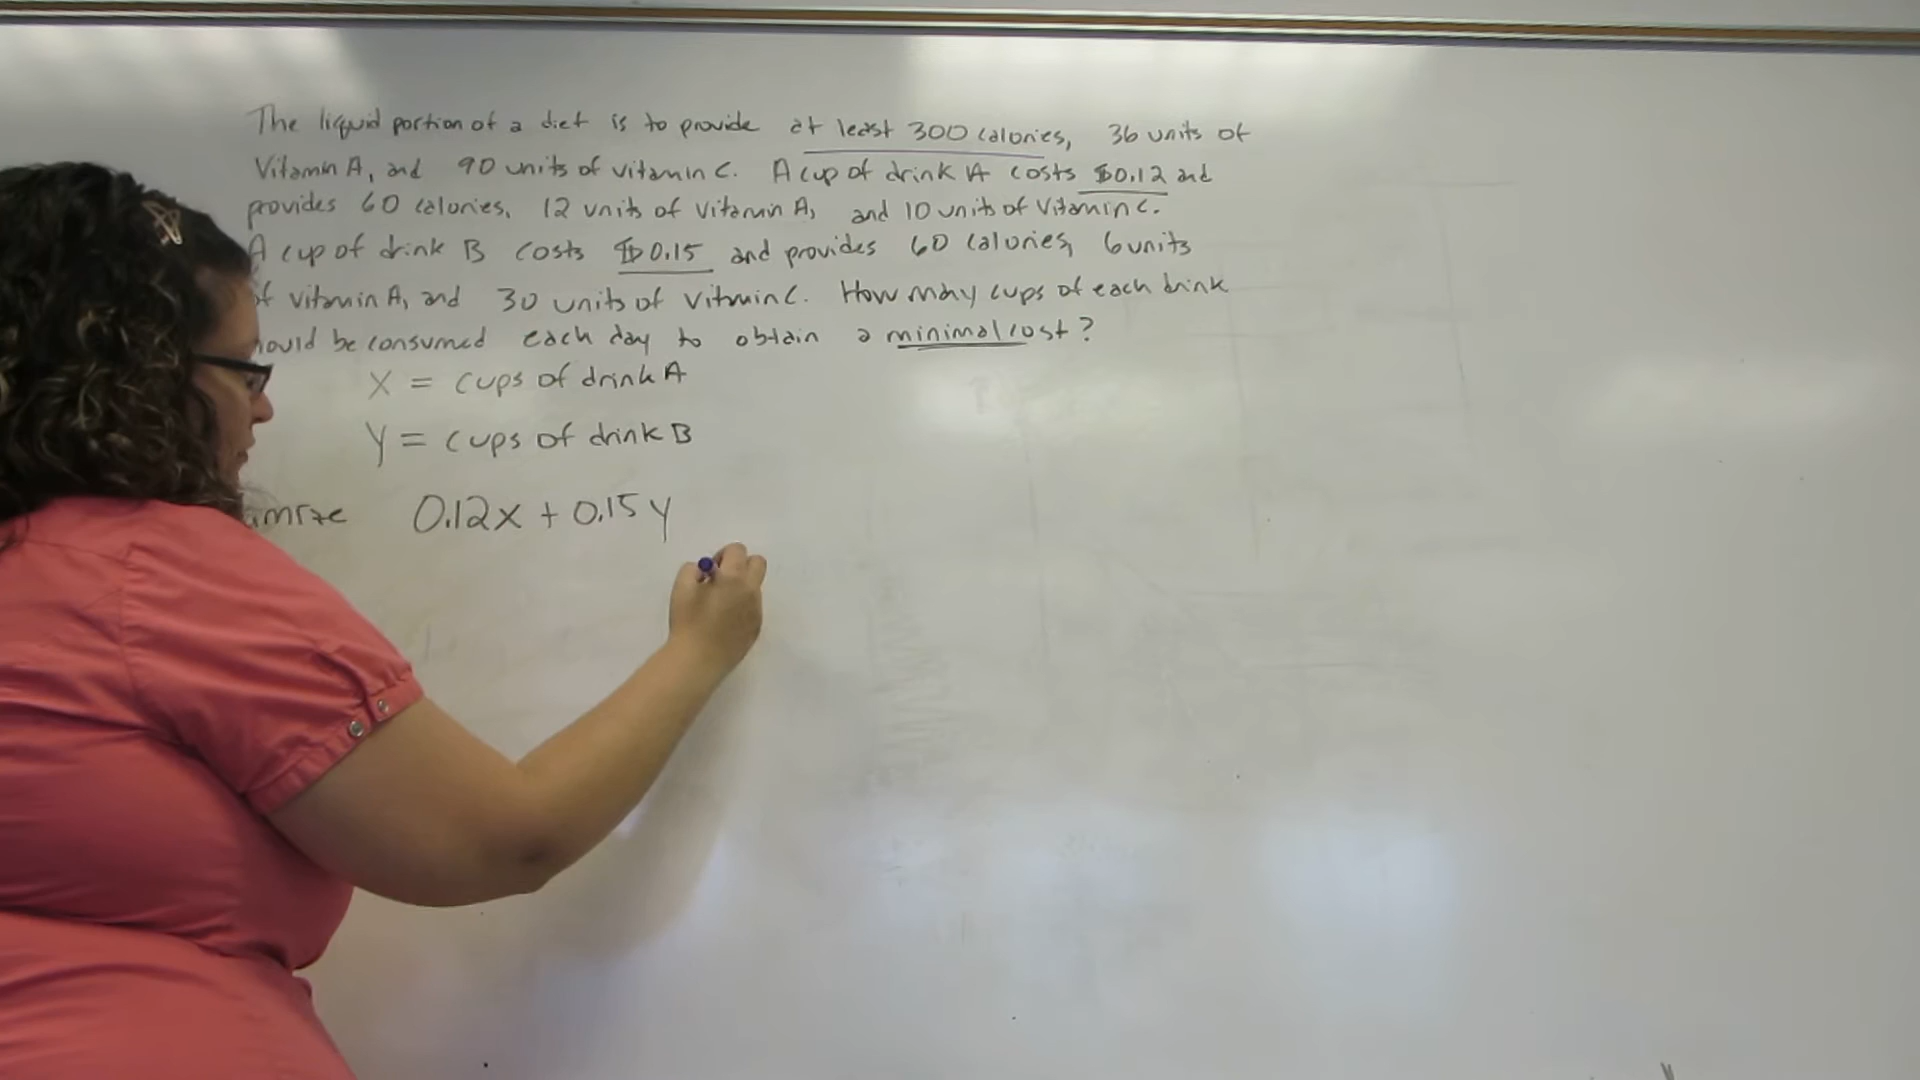 The liquid portion of a diet is to provide at least 300 calories, 36 units of
Vitamin A, and 90 units of vitamin C. A cup of drink A costs $0.12 and
provides 60 calories, 12 units of Vitamin A, and 10 units of Vitamin C.
A cup of drink B costs $0.15 and provides 60 calories, 6 units
of vitamin A, and 30 units of Vitamin C. How may cups of each drink
be consumed each day to obtain a minimal cost?
X = cups of drink A
Y = cups of drink B
0.12x + 0.15y